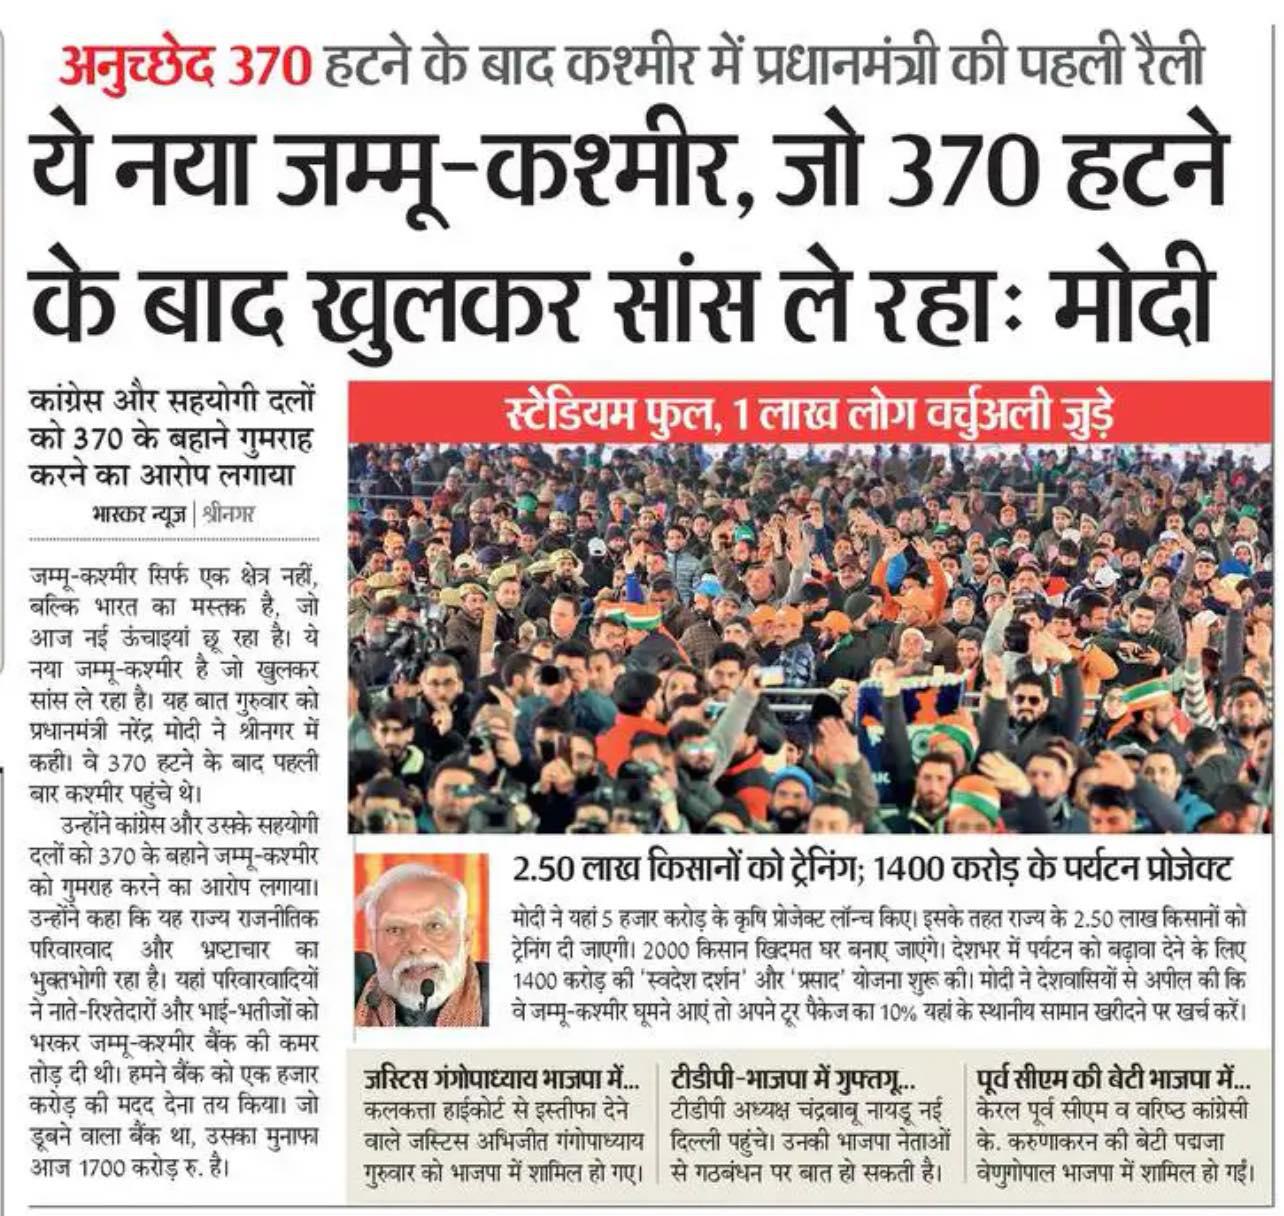 अनुच्छेद 370 हटने के बाद कश्मीर में प्रधानमंत्री की पहली रैली
ये नया जम्मू-कश्मीर, जो 370 हटने
के बाद खुलकर सांस ले रहाः मोदी
कांग्रेस और सहयोगी दलों
को 370 के बहाने गुमराह
करने का आरोप लगाया
भास्कर न्यूज | श्रीनगर
जम्मू-कश्मीर सिर्फ एक क्षेत्र नहीं,
बल्कि भारत का मस्तक है, जो
आज नई ऊंचाइयां छू रहा है। ये
नया जम्मू-कश्मीर है जो खुलकर
सांस ले रहा है। यह बात गुरुवार को
प्रधानमंत्री नरेंद्र मोदी ने श्रीनगर में
कही। वे 370 हटने के बाद पहली
बार कश्मीर पहुंचे थे।
उन्होंने कांग्रेस और उसके सहयोगी
दलों को 370 के बहाने जम्मू-कश्मीर
को गुमराह करने का आरोप लगाया।
उन्होंने कहा कि यह राज्य राजनीतिक
परिवारवाद और भ्रष्टाचार का
भुक्तभोगी रहा है। यहां परिवारवादियों
ने नाते-रिश्तेदारों और भाई-भतीजों को
भरकर जम्मू-कश्मीर बैंक की कमर
तोड़ दी थी। हमने बैंक को एक हजार
करोड़ की मदद देना तय किया। जो
डूबने वाला बैंक था, उसका मुनाफा
आज 1700 करोड़ रु. है।
स्टेडियम फुल, 1 लाख लोग वर्चुअली जुड़े
2.50 लाख किसानों को ट्रेनिंग; 1400 करोड़ के पर्यटन प्रोजेक्ट
मोदी ने यहां 5 हजार करोड़ के कृषि प्रोजेक्ट लॉन्च किए। इसके तहत राज्य के 2.50 लाख किसानों को
ट्रेनिंग दी जाएगी। 2000 किसान खिदमत घर बनाए जाएंगे। देशभर में पर्यटन को बढ़ावा देने के लिए
1400 करोड़ की 'स्वदेश दर्शन' और 'प्रसाद' योजना शुरू की। मोदी ने देशवासियों से अपील की कि
वे जम्मू-कश्मीर घूमने आएं तो अपने टूर पैकेज का 10% यहां के स्थानीय सामान खरीदने पर खर्च करें।
जस्टिस गंगोपाध्याय भाजपा में...
कलकत्ता हाईकोर्ट से इस्तीफा देने
वाले जस्टिस अभिजीत गंगोपाध्याय
गुरुवार को भाजपा में शामिल हो गए।
टीडीपी-भाजपा में गुफ्तगू...
टीडीपी अध्यक्ष चंद्रबाबू नायडू नई
दिल्ली पहुंचे। उनकी भाजपा नेताओं
से गठबंधन पर बात हो सकती है।
पूर्व सीएम की बेटी भाजपा में...
केरल पूर्व सीएम व वरिष्ठ कांग्रेसी
के. करुणाकरन की बेटी पद्मजा
वेणुगोपाल भाजपा में शामिल हो गईं।